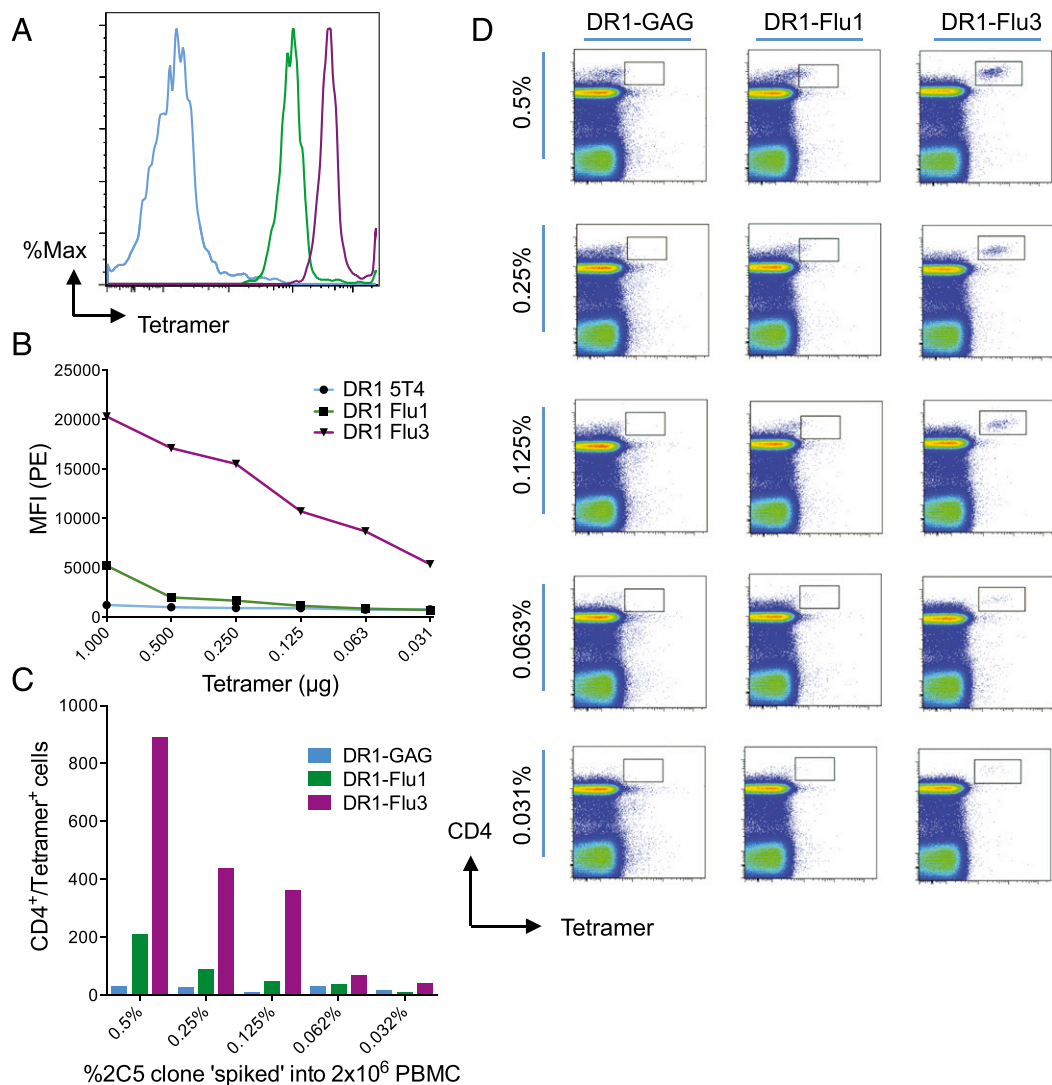 A
%Max
Tetramer
B
25000
20000
15000
10000
5000
0
MFI (PE)
DR1 5T4
DR1 Flu1
DR1 Flu3
1.000
0.500
0.250
0.125
0.063
0.031
Tetramer (μg)
C
1000
800
600
400
200
0
CD4⁺/Tetramer⁺ cells
DR1-GAG
DR1-Flu1
DR1-Flu3
0.5%
0.25%
0.125%
0.062%
0.032%
%2C5 clone 'spiked' into 2x10⁶ PBMC
D
DR1-GAG
DR1-Flu1
DR1-Flu3
0.5%
0.25%
0.125%
0.063%
0.031%
CD4
Tetramer